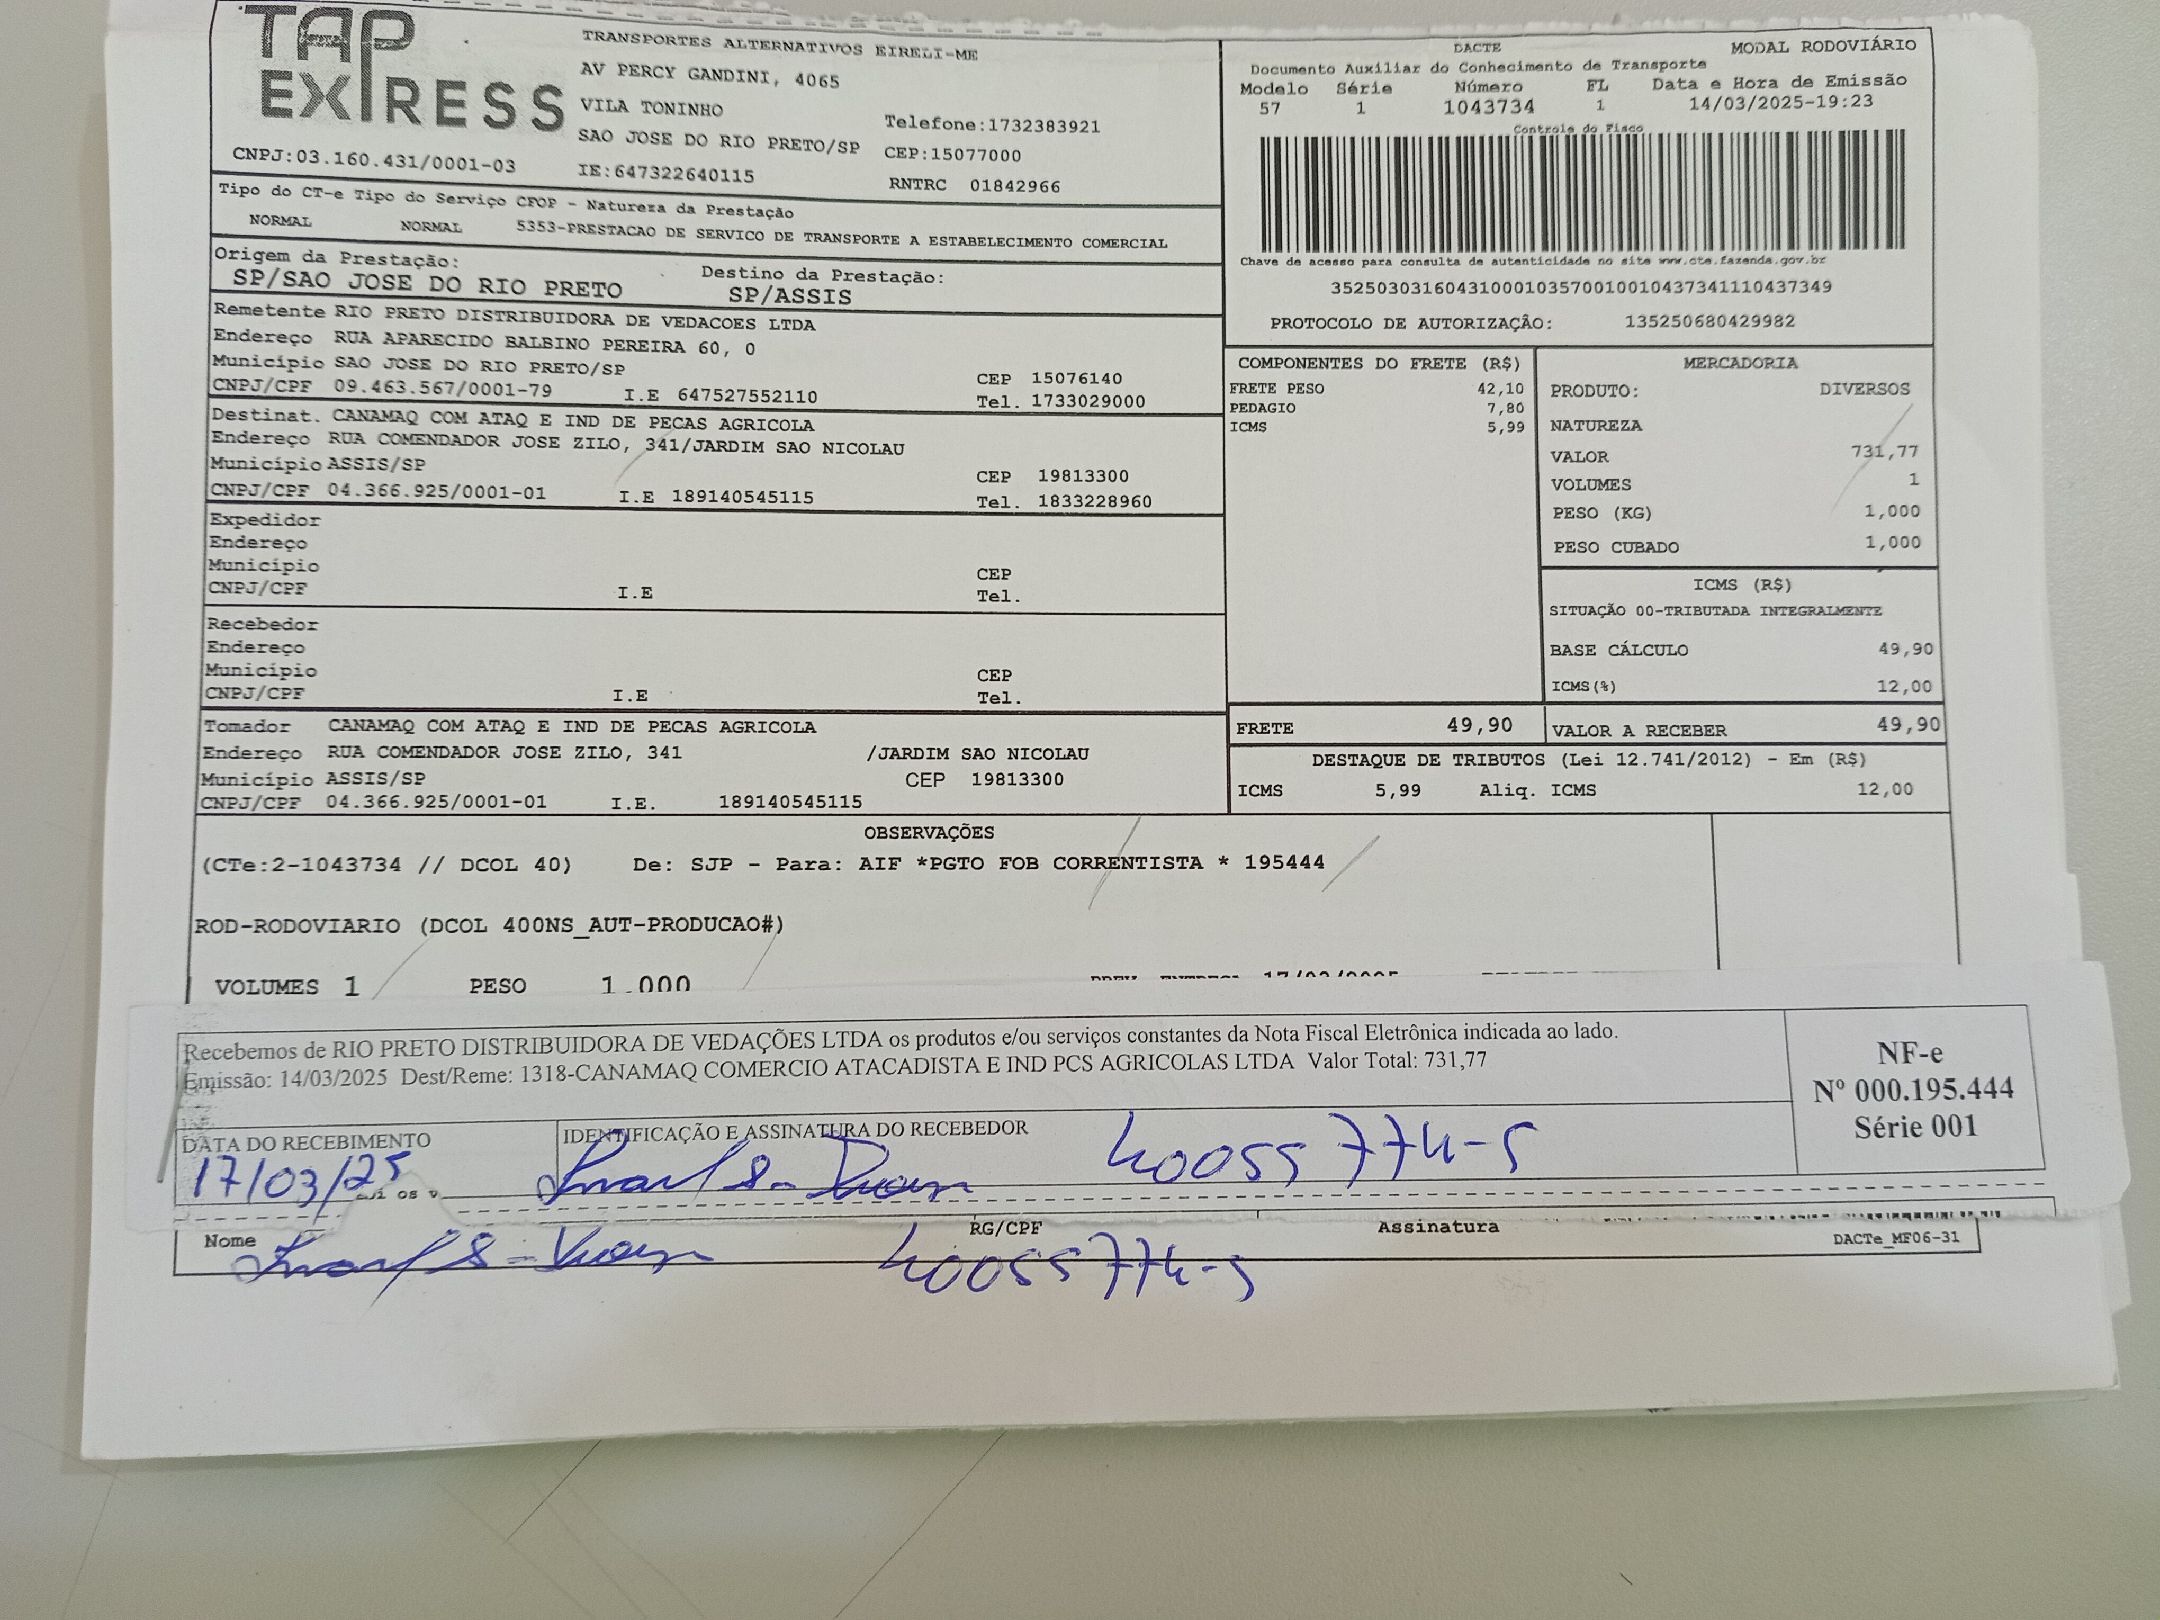 TAP EXPRESS
TRANSPORTES ALTERNATIVOS EIRELI-ME
AV PERCY GANDINI, 4065
VILA TONINHO
Telefone:1732383921
SAO JOSE DO RIO PRETO/SP CEP:15077000
CNPJ:03.160.431/0001-03 IE:647322640115 RNTRC 01842966
Tipo do CT-e Tipo do Serviço CFOP - Natureza da Prestação
NORMAL NORMAL 5353-PRESTACAO DE SERVICO DE TRANSPORTE A ESTABELECIMENTO COMERCIAL
Origem da Prestação: Destino da Prestação:
SP/SAO JOSE DO RIO PRETO SP/ASSIS
DACTE MODAL RODOVIÁRIO
Documento Auxiliar do Conhecimento de Transporte
Modelo Série Número FL Data e Hora de Emissão
57 1 1043734 1 14/03/2025-19:23
Controle do Fisco
Chave de acesso para consulta de autenticidade no site www.cte.fazenda.gov.br
35250303160431000103570010010437341110437349
PROTOCOLO DE AUTORIZAÇÃO: 135250680429982
Remetente RIO PRETO DISTRIBUIDORA DE VEDACOES LTDA
Endereço RUA APARECIDO BALBINO PEREIRA 60, 0
Município SAO JOSE DO RIO PRETO/SP CEP 15076140
CNPJ/CPF 09.463.567/0001-79 I.E 647527552110 Tel. 1733029000
Destinat. CANAMAQ COM ATAQ E IND DE PECAS AGRICOLA
Endereço RUA COMENDADOR JOSE ZILO, 341/JARDIM SAO NICOLAU
Município ASSIS/SP CEP 19813300
CNPJ/CPF 04.366.925/0001-01 I.E 189140545115 Tel. 1833228960
Expedidor
Endereço
Município CEP
CNPJ/CPF I.E Tel.
Recebedor
Endereço
Município CEP
CNPJ/CPF I.E Tel.
Tomador CANAMAQ COM ATAQ E IND DE PECAS AGRICOLA
Endereço RUA COMENDADOR JOSE ZILO, 341 /JARDIM SAO NICOLAU
Município ASSIS/SP CEP 19813300
CNPJ/CPF 04.366.925/0001-01 I.E. 189140545115
COMPONENTES DO FRETE (R$)
FRETE PESO 42,10
PEDAGIO 7,80
ICMS 5,99
MERCADORIA
PRODUTO: DIVERSOS
NATUREZA
VALOR 731,77
VOLUMES 1
PESO (KG) 1,000
PESO CUBADO 1,000
ICMS (R$)
SITUAÇÃO 00-TRIBUTADA INTEGRALMENTE
BASE CÁLCULO 49,90
ICMS(%) 12,00
FRETE 49,90 VALOR A RECEBER 49,90
DESTAQUE DE TRIBUTOS (Lei 12.741/2012) - Em (R$)
ICMS 5,99 Aliq. ICMS 12,00
OBSERVAÇÕES
(CTe:2-1043734 // DCOL 40) De: SJP - Para: AIF *PGTO FOB CORRENTISTA * 195444
ROD-RODOVIARIO (DCOL 400NS_AUT-PRODUCAO#)
VOLUMES 1 PESO 1.000
Recebemos de RIO PRETO DISTRIBUIDORA DE VEDAÇÕES LTDA os produtos e/ou serviços constantes da Nota Fiscal Eletrônica indicada ao lado.
Emissão: 14/03/2025 Dest/Reme: 1318-CANAMAQ COMERCIO ATACADISTA E IND PCS AGRICOLAS LTDA Valor Total: 731,77
NF-e
Nº 000.195.444
Série 001
DATA DO RECEBIMENTO IDENTIFICAÇÃO E ASSINATURA DO RECEBEDOR
17/03/25 40055774-5
Nome RG/CPF Assinatura
40055774-5
DACTe_MF06-31